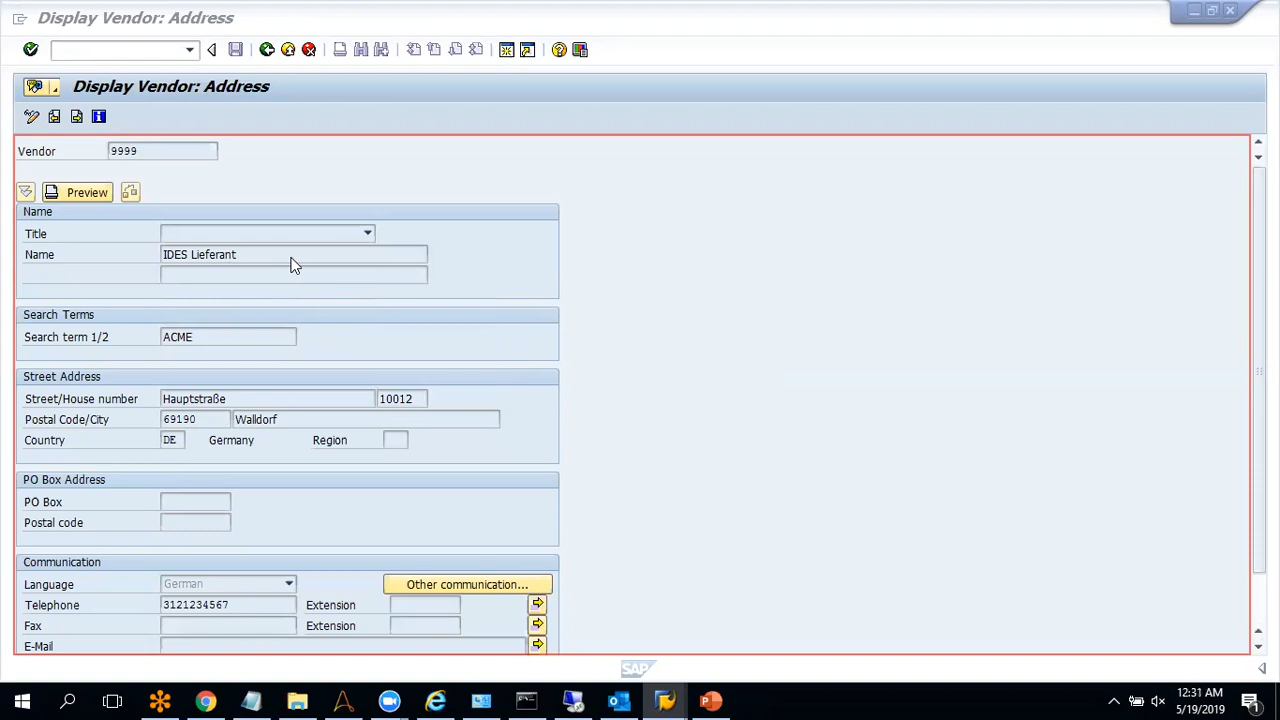 Display Vendor: Address
Display Vendor: Address
Vendor 9999
Preview
Name
Title
Name IDES Lieferant
Search Terms
Search term 1/2 ACME
Street Address
Street/House number Hauptstraße 10012
Postal Code/City 69190 Walldorf
Country DE Germany Region
PO Box Address
PO Box
Postal code
Communication
Language German Other communication...
Telephone 3121234567 Extension
Fax Extension
E-Mail
SAP
12:31 AM
5/19/2019